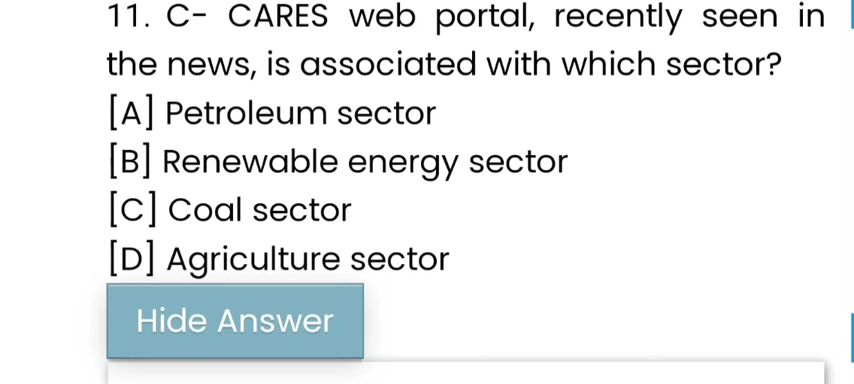 11. C- CARES web portal, recently seen in
the news, is associated with which sector?
[A] Petroleum sector
[B] Renewable energy sector
[C] Coal sector
[D] Agriculture sector
Hide Answer